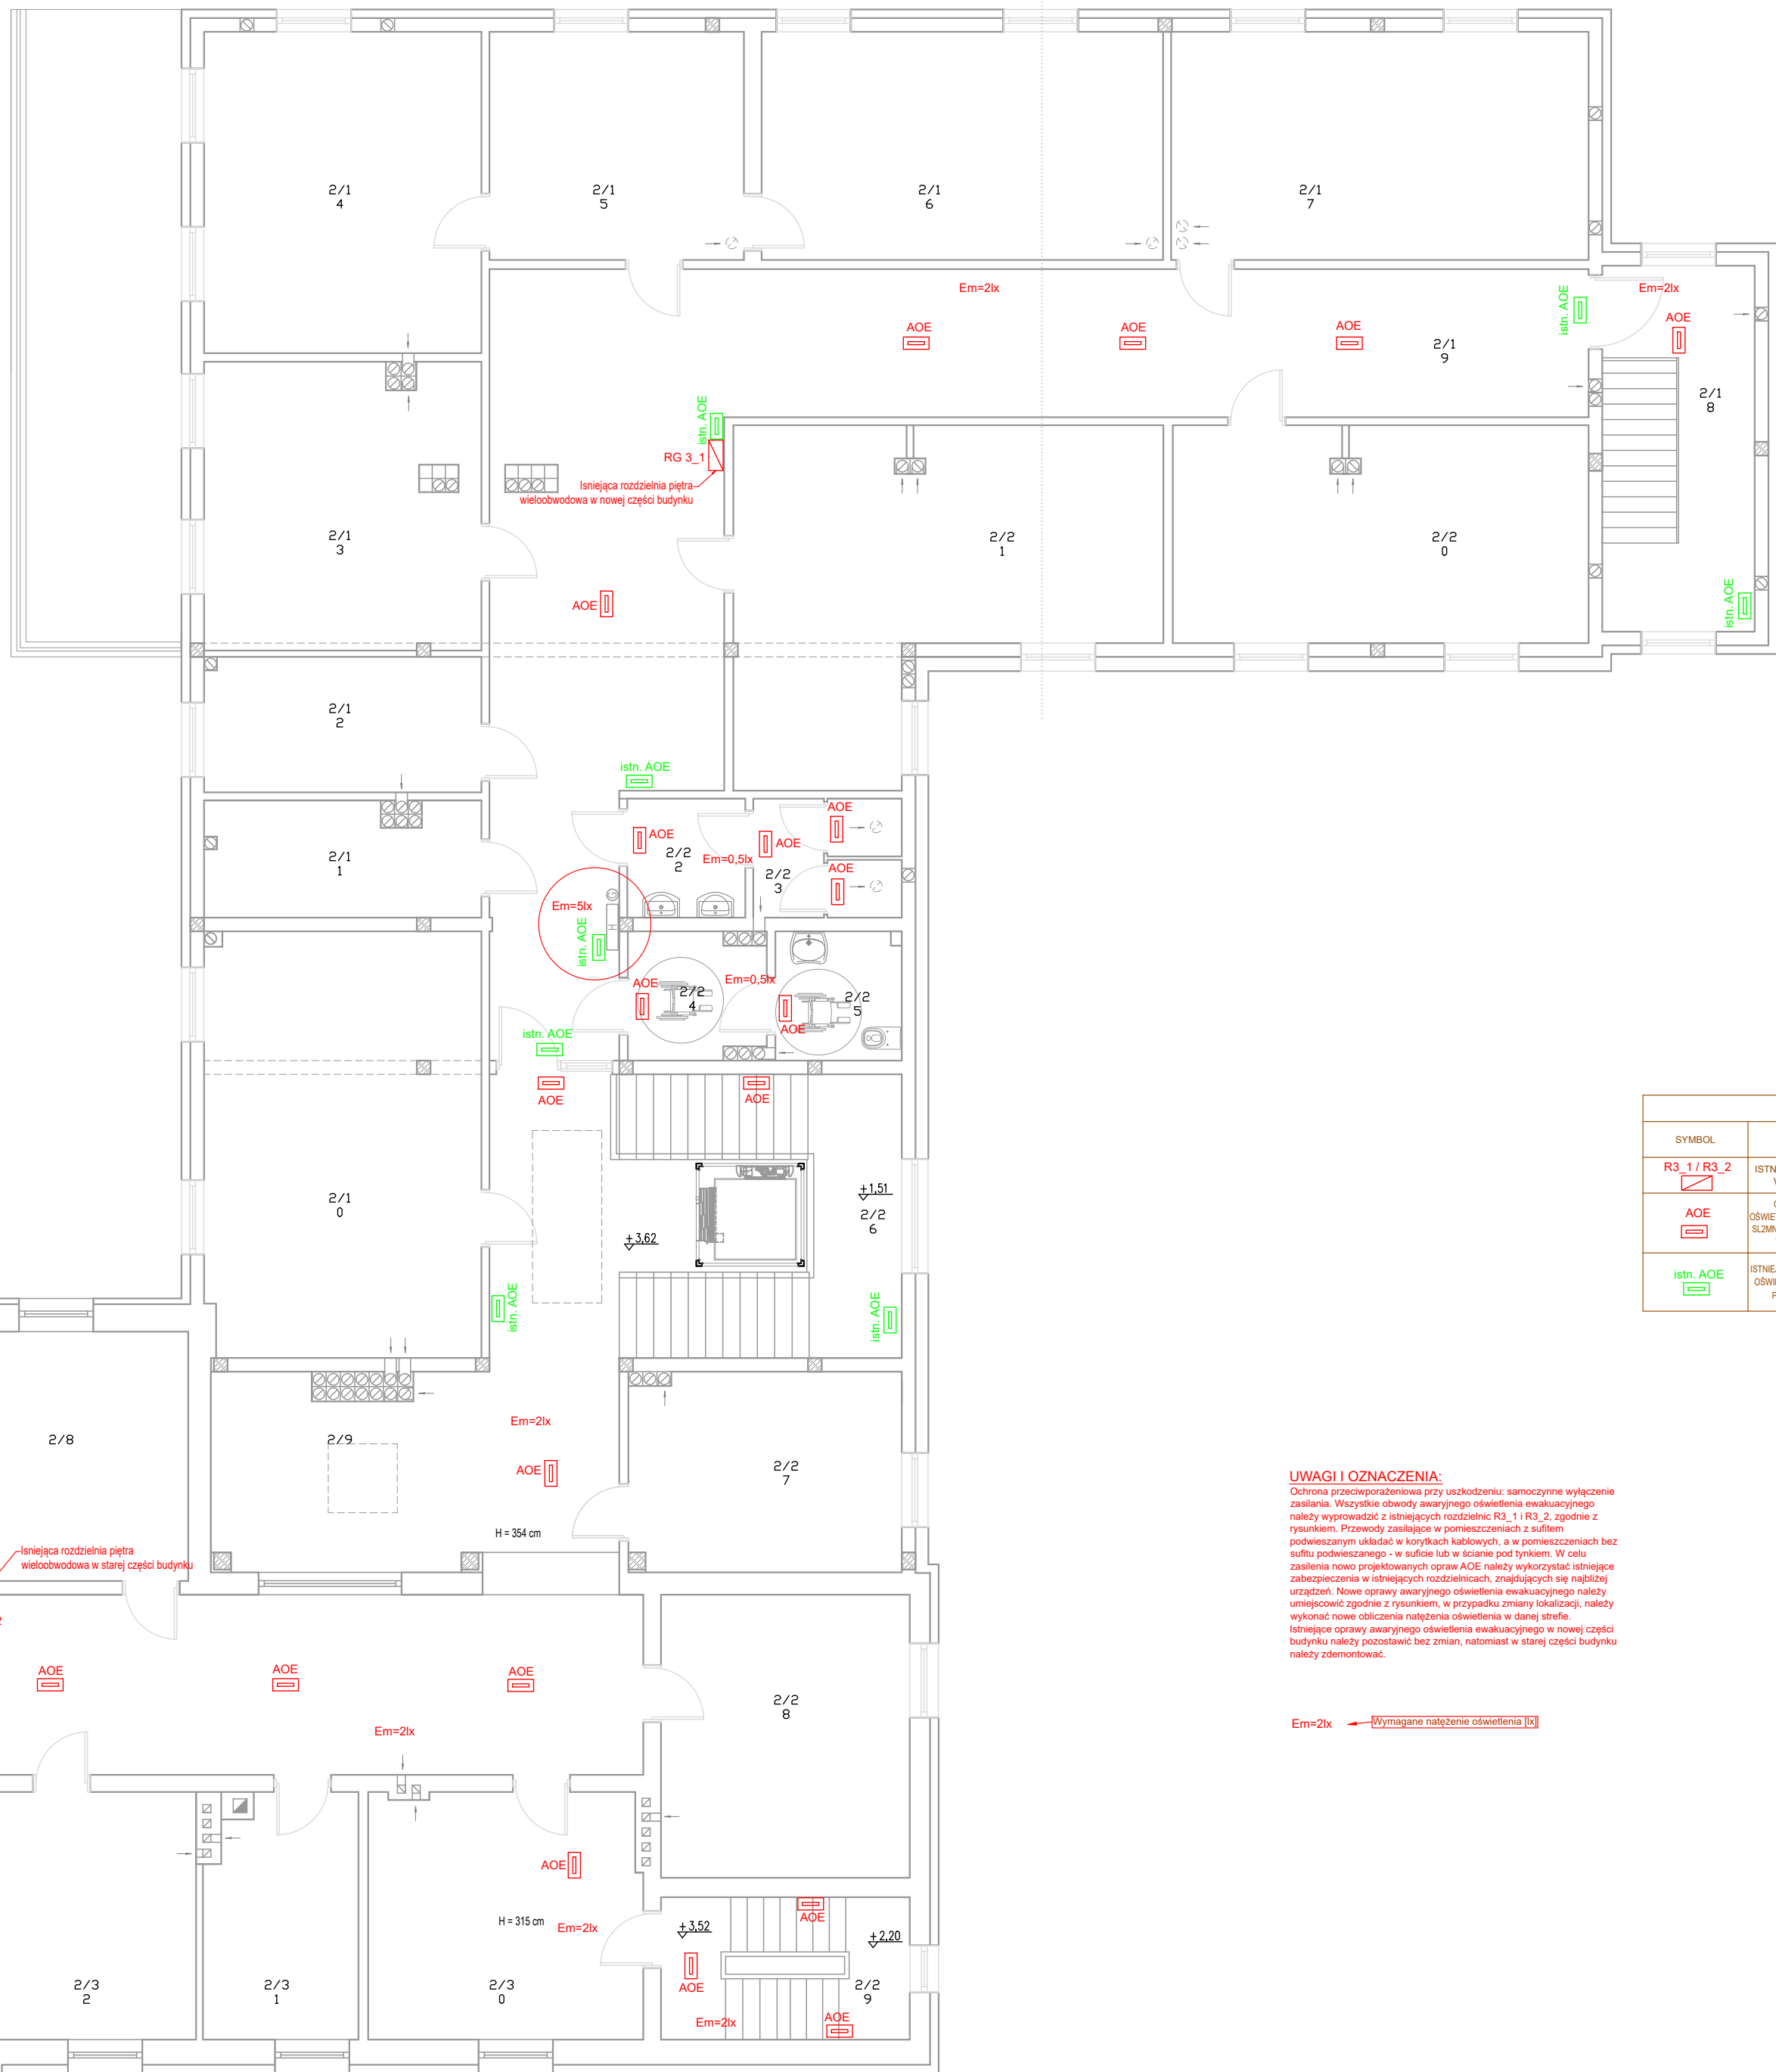 2/1
4
2/1
5
2/1
6
2/1
7
Em=2lx
AOE
AOE
AOE
istn. AOE
Em=2lx
AOE
2/1
9
2/1
8
istn. AOE
RG 3_1
Isniejąca rozdzielnia piętra
wieloobwodowa w nowej części budynku
2/1
3
2/2
1
2/2
0
AOE
istn. AOE
2/1
2
istn. AOE
2/1
1
AOE
2/2
2
Em=0,5lx
AOE
2/2
3
AOE
AOE
Em=5lx
istn. AOE
AOE
2/2
4
Em=0,5lx
AOE
2/2
5
istn. AOE
AOE
AOE
2/1
0
+3,62
+1,51
2/2
6
istn. AOE
istn. AOE
SYMBOL
R3_1 / R3_2
AOE
istn. AOE
2/8
2/9
Em=2lx
AOE
2/2
7
H = 354 cm
Isniejąca rozdzielnia piętra
wieloobwodowa w starej części budynku
UWAGI I OZNACZENIA:
Ochrona przeciwporażeniowa przy uszkodzeniu: samoczynne wyłączenie
zasilania. Wszystkie obwody awaryjnego oświetlenia ewakuacyjnego
należy wyprowadzić z istniejących rozdzielnic R3_1 i R3_2, zgodnie z
rysunkiem. Przewody zasilające w pomieszczeniach z sufitem
podwieszanym układać w korytkach kablowych, a w pomieszczeniach bez
sufitu podwieszanego - w suficie lub w ścianie pod tynkiem. W celu
zasilenia nowo projektowanych opraw AOE należy wykorzystać istniejące
zabezpieczenia w istniejących rozdzielnicach, znajdujących się najbliżej
urządzeń. Nowe oprawy awaryjnego oświetlenia ewakuacyjnego należy
umiejscowić zgodnie z rysunkiem, w przypadku zmiany lokalizacji, należy
wykonać nowe obliczenia natężenia oświetlenia w danej strefie.
Istniejące oprawy awaryjnego oświetlenia ewakuacyjnego w nowej części
budynku należy pozostawić bez zmian, natomiast w starej części budynku
należy zdemontować.
Em=2lx
Wymagane natężenie oświetlenia [lx]
AOE
AOE
AOE
Em=2lx
2/2
8
AOE
H = 315 cm
Em=2lx
AOE
+3,52
+2,20
AOE
Em=2lx
AOE
2/2
9
2/3
2
2/3
1
2/3
0